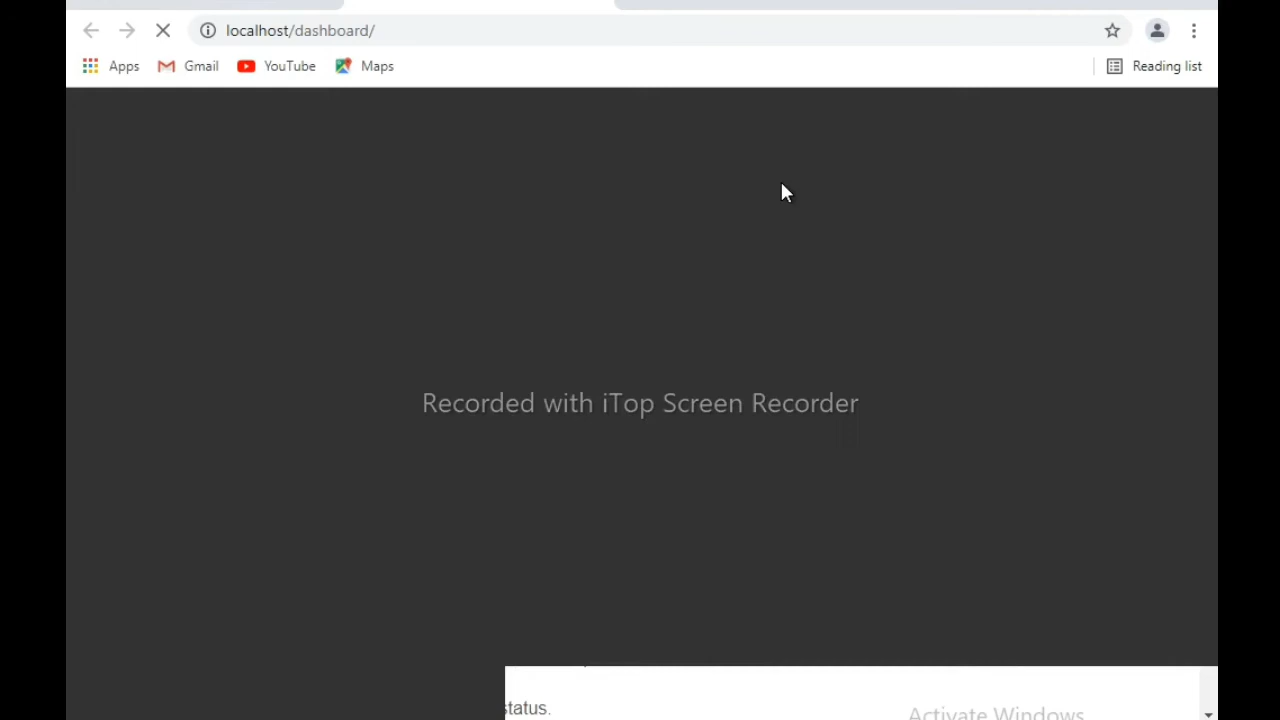 localhost/dashboard/
Apps Gmail YouTube Maps Reading list
Recorded with iTop Screen Recorder
status.
Activate Windows